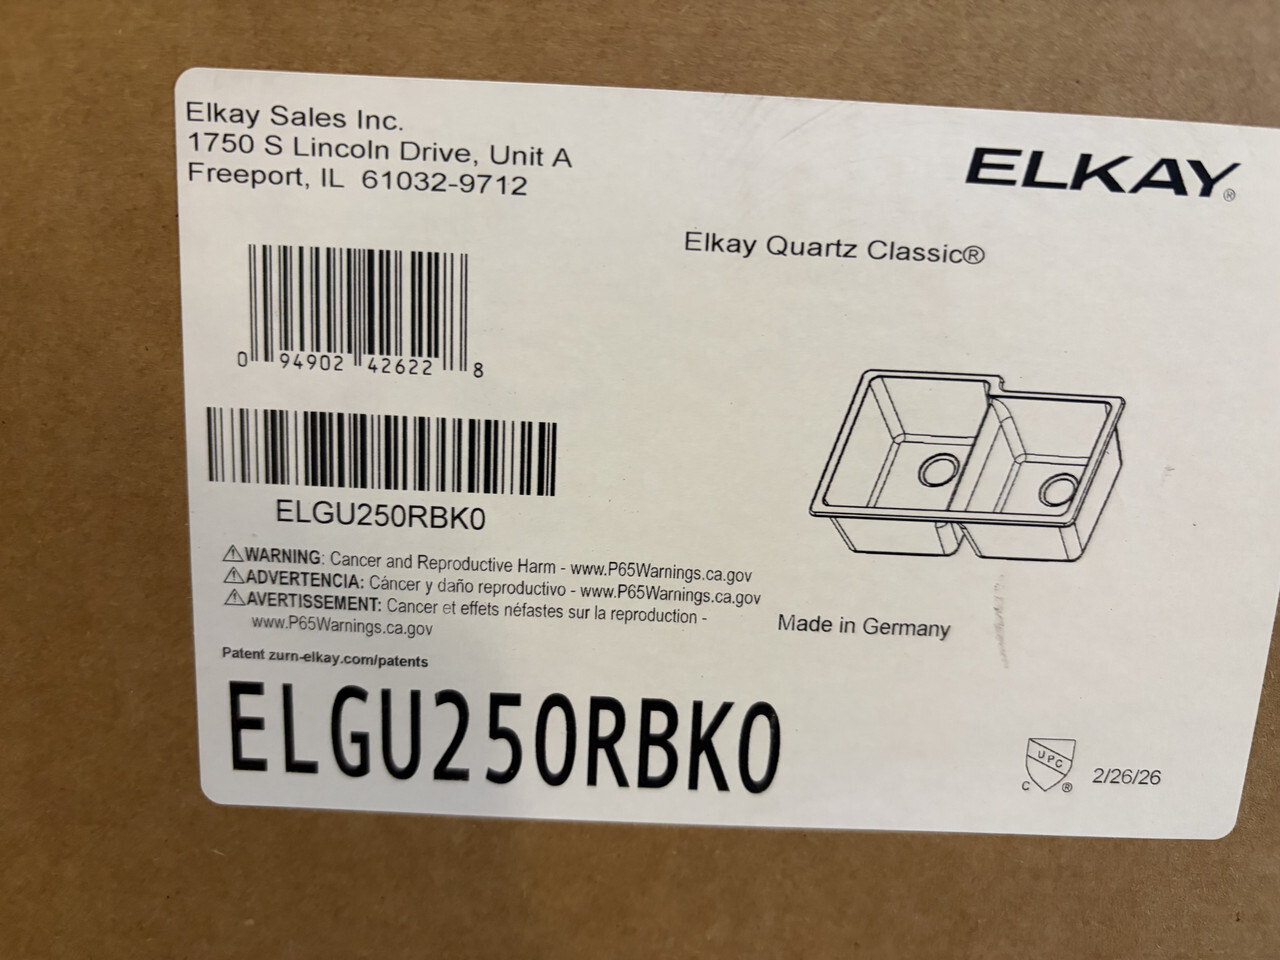 Elkay Sales Inc.
1750 S Lincoln Drive, Unit A
Freeport, IL 61032-9712
ELKAY®
Elkay Quartz Classic®
0 94902 42622 8
ELGU250RBK0
⚠WARNING: Cancer and Reproductive Harm - www.P65Warnings.ca.gov
⚠ADVERTENCIA: Cáncer y daño reproductivo - www.P65Warnings.ca.gov
⚠AVERTISSEMENT: Cancer et effets néfastes sur la reproduction -
www.P65Warnings.ca.gov
Made in Germany
Patent zurn-elkay.com/patents
ELGU250RBK0
UPC
C ®
2/26/26